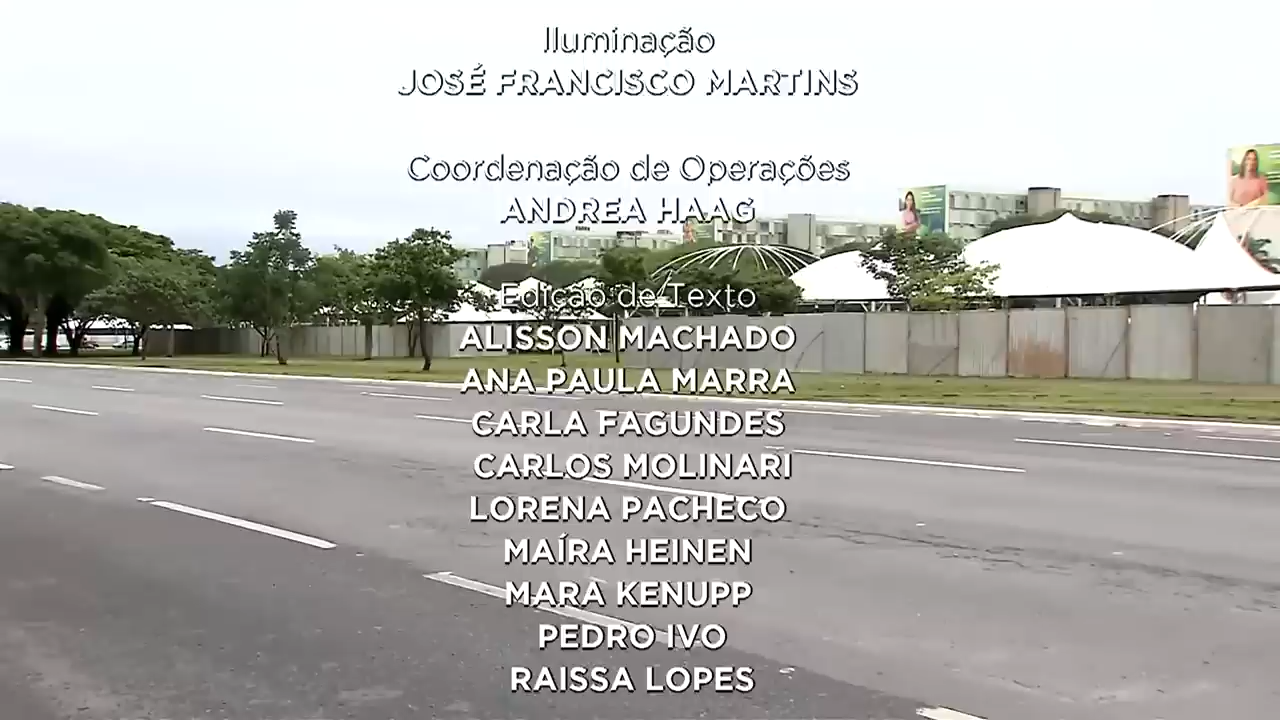 Iluminação
JOSÉ FRANCISCO MARTINS
Coordenação de Operações
ANDREA HAAG
Edição de Texto
ALISSON MACHADO
ANA PAULA MARRA
CARLA FAGUNDES
CARLOS MOLINARI
LORENA PACHECO
MAÍRA HEINEN
MARA KENUPP
PEDRO IVO
RAISSA LOPES